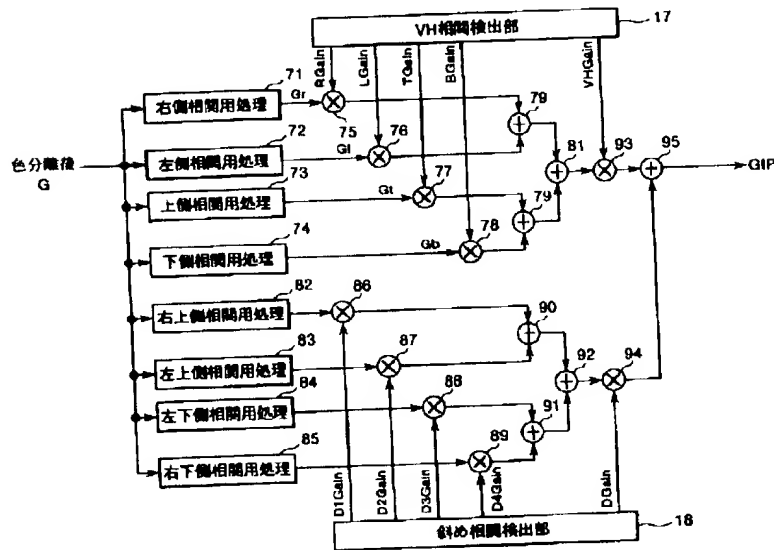 VH相関検出部
17
RGain
LGain
TGain
BGain
VHGain
71
右側相関用処理
Gr
75
79
72
左側相関用処理
Gl
76
81
93
95
色分離後
G
GIP
73
上側相関用処理
Gt
77
79
74
下側相関用処理
Gb
78
82
右上側相関用処理
86
90
83
左上側相関用処理
87
92
94
84
左下側相関用処理
88
91
85
右下側相関用処理
89
D1Gain
D2Gain
D3Gain
D4Gain
DGain
斜め相関検出部
18